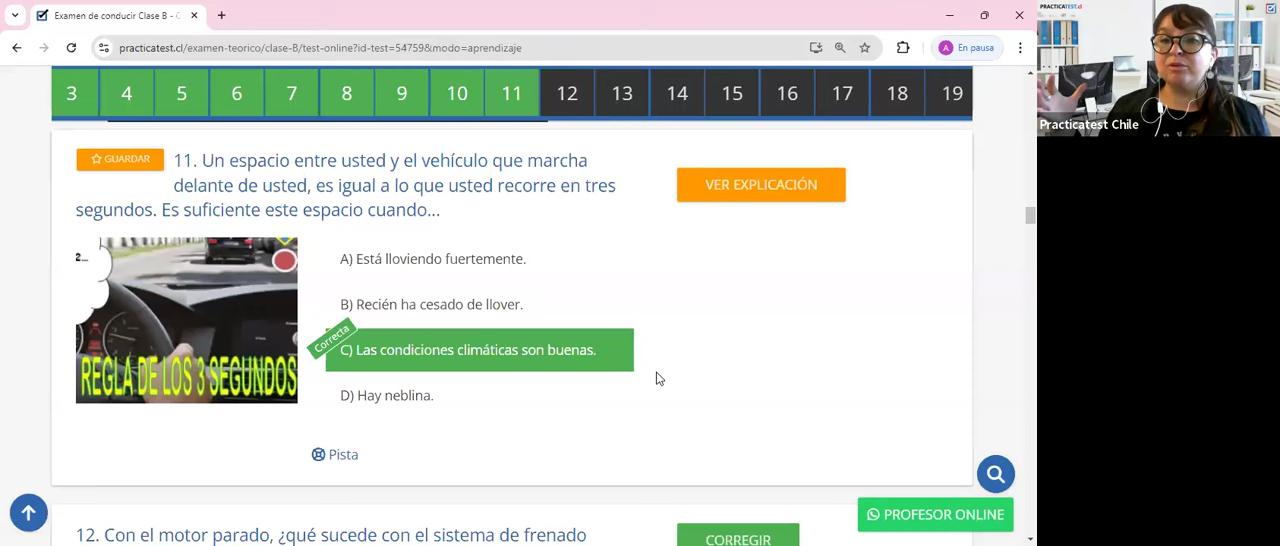 Examen de conducir Clase B - C
practicatest.cl/examen-teorico/clase-B/test-online?id-test=54759&modo=aprendizaje
A
En pausa
PRACTICATEST.cl
Practicatest Chile
3 4 5 6 7 8 9 10 11 12 13 14 15 16 17 18 19
GUARDAR
11. Un espacio entre usted y el vehículo que marcha
delante de usted, es igual a lo que usted recorre en tres
segundos. Es suficiente este espacio cuando...
VER EXPLICACIÓN
2...
REGLA DE LOS 3 SEGUNDOS
A) Está lloviendo fuertemente.
B) Recién ha cesado de llover.
Correcta
C) Las condiciones climáticas son buenas.
D) Hay neblina.
Pista
PROFESOR ONLINE
12. Con el motor parado, ¿qué sucede con el sistema de frenado
CORREGIR